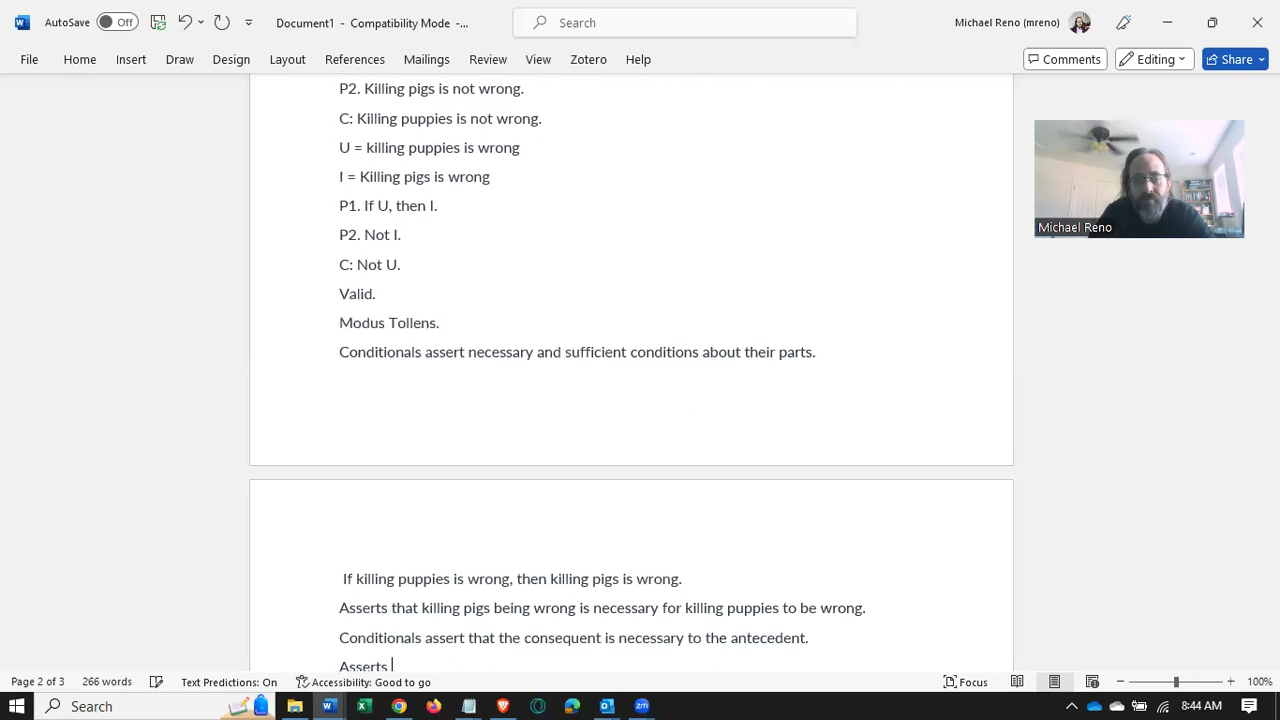 AutoSave Off Document1 - Compatibility Mode -... Search Michael Reno (mreno)
File Home Insert Draw Design Layout References Mailings Review View Zotero Help Comments Editing Share
P2. Killing pigs is not wrong.
C: Killing puppies is not wrong.
U = killing puppies is wrong
I = Killing pigs is wrong
P1. If U, then I.
P2. Not I.
C: Not U.
Valid.
Modus Tollens.
Conditionals assert necessary and sufficient conditions about their parts.
Michael Reno
If killing puppies is wrong, then killing pigs is wrong.
Asserts that killing pigs being wrong is necessary for killing puppies to be wrong.
Conditionals assert that the consequent is necessary to the antecedent.
Asserts
Page 2 of 3 266 words Text Predictions: On Accessibility: Good to go Focus 100%
Search 8:44 AM